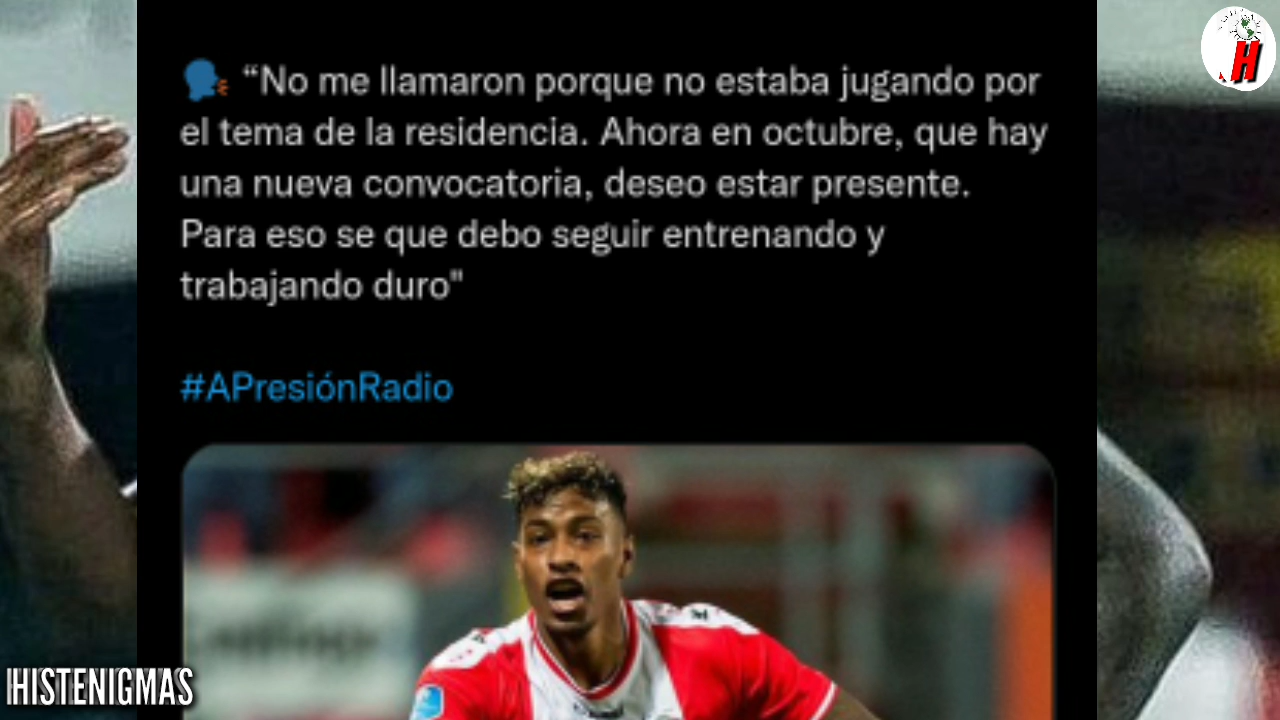 “No me llamaron porque no estaba jugando por
el tema de la residencia. Ahora en octubre, que hay
una nueva convocatoria, deseo estar presente.
Para eso se que debo seguir entrenando y
trabajando duro"
#APresiónRadio
H
HISTENIGMAS